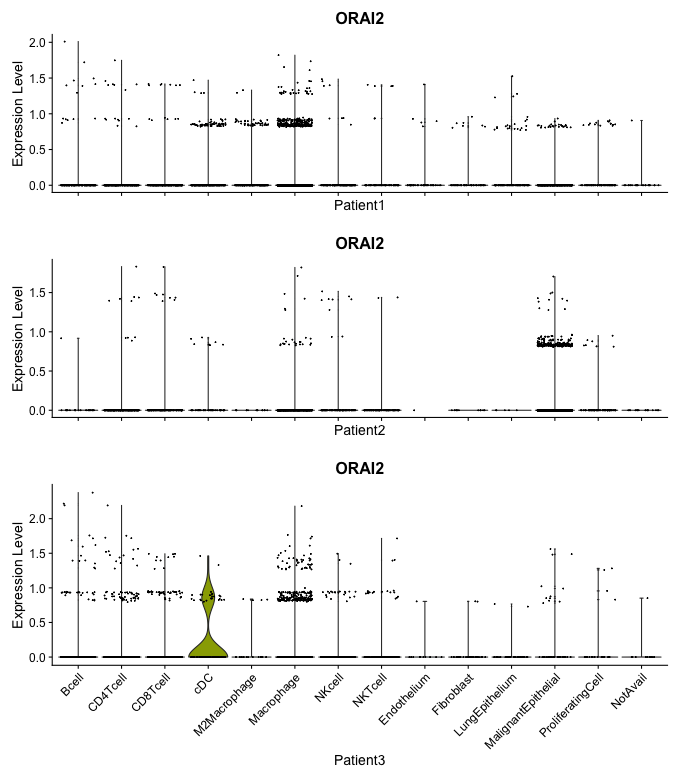 ORAI2
Expression Level
2.0
1.5
1.0
0.5
0.0
Patient1
ORAI2
Expression Level
1.5
1.0
0.5
0.0
Patient2
ORAI2
Expression Level
2.0
1.5
1.0
0.5
0.0
Bcell
CD4Tcell
CD8Tcell
cDC
M2Macrophage
Macrophage
NKcell
NKTcell
Endothelium
Fibroblast
LungEpithelium
MalignantEpithelial
ProliferatingCell
NotAvail
Patient3